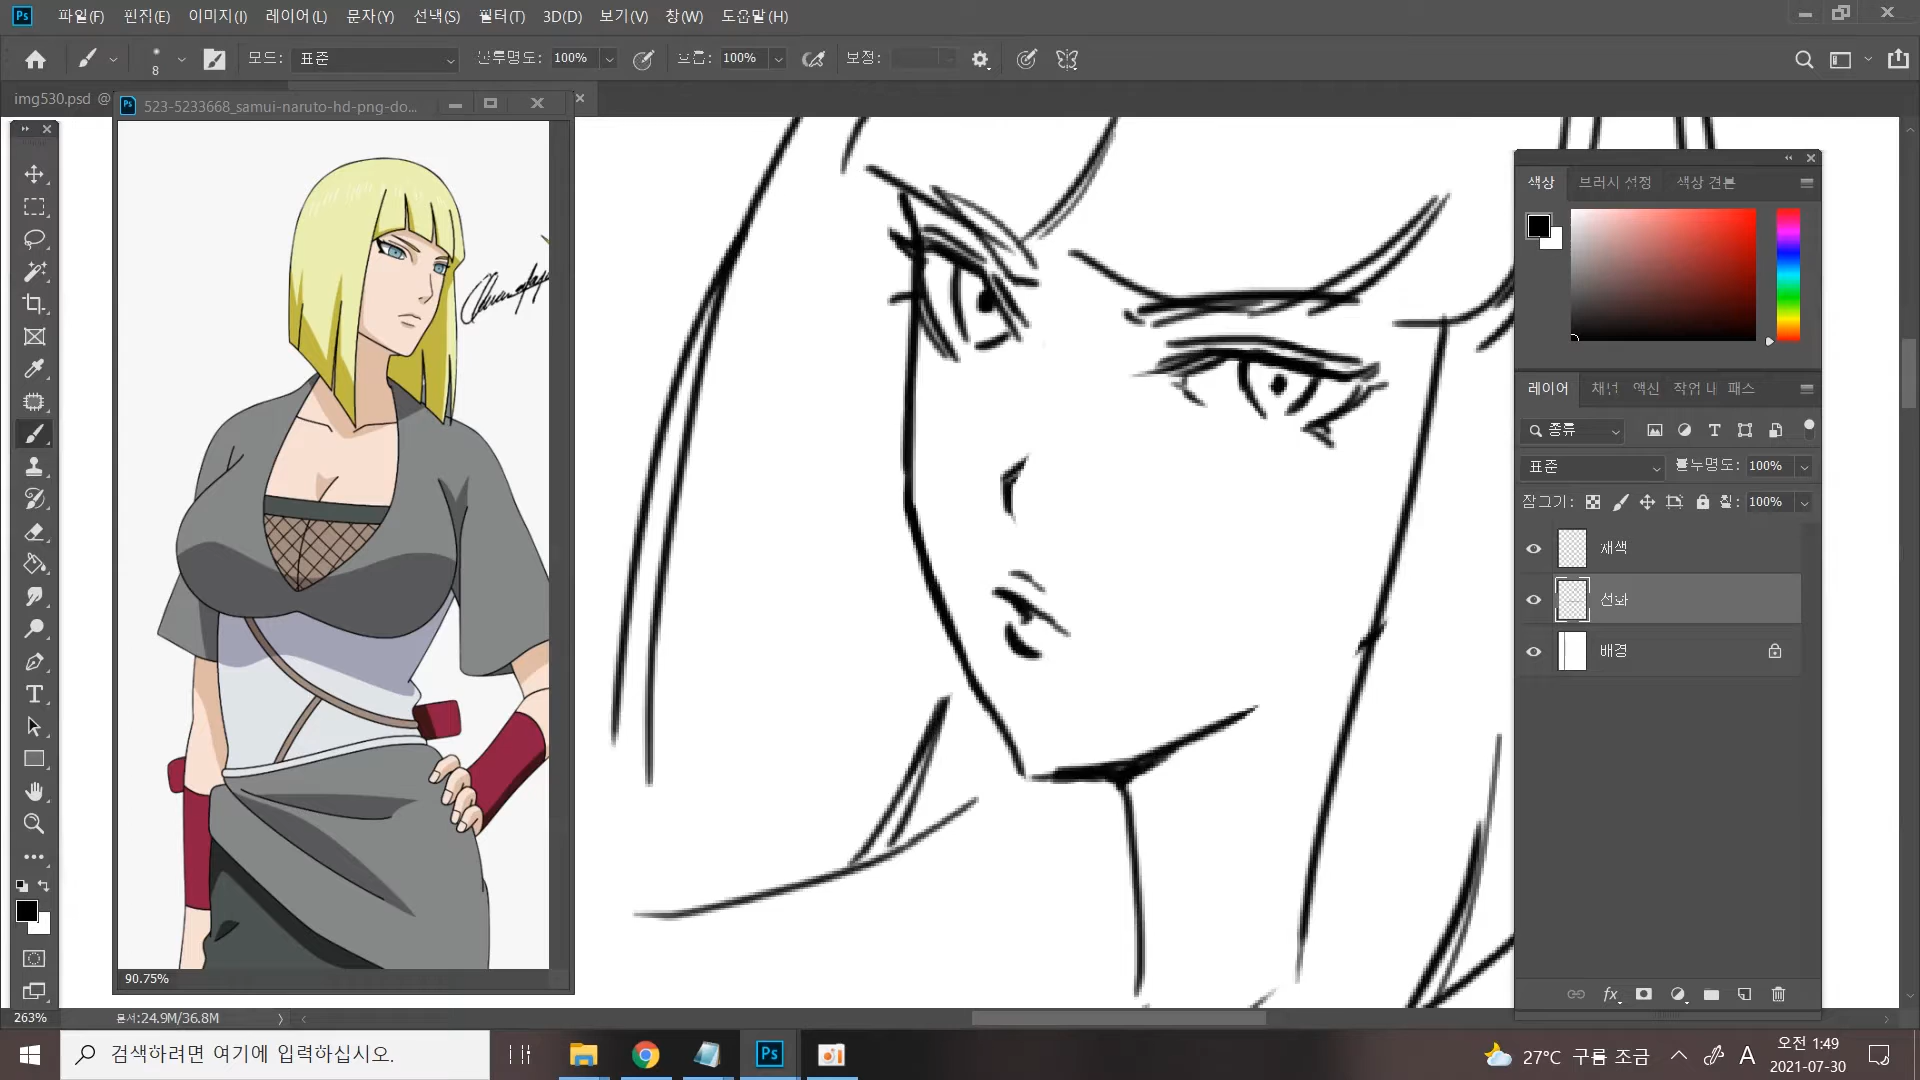 파일(F) 편집(E) 이미지(I) 레이어(L) 문자(Y) 선택(S) 필터(T) 3D(D) 보기(V) 창(W) 도움말(H)
8 모드: 표준 불투명도: 100% 흐름: 100% 보정:
img530.psd @
523-5233668_samui-naruto-hd-png-do...
색상 브러시 설정 색상 견본
레이어 채널 액션 작업 내 패스
종류
표준 불투명도: 100%
잠그기: 칠: 100%
채색
선화
배경
90.75%
263% 문서:24.9M/36.8M
검색하려면 여기에 입력하십시오.
27°C 구름 조금 A 오전 1:49
2021-07-30